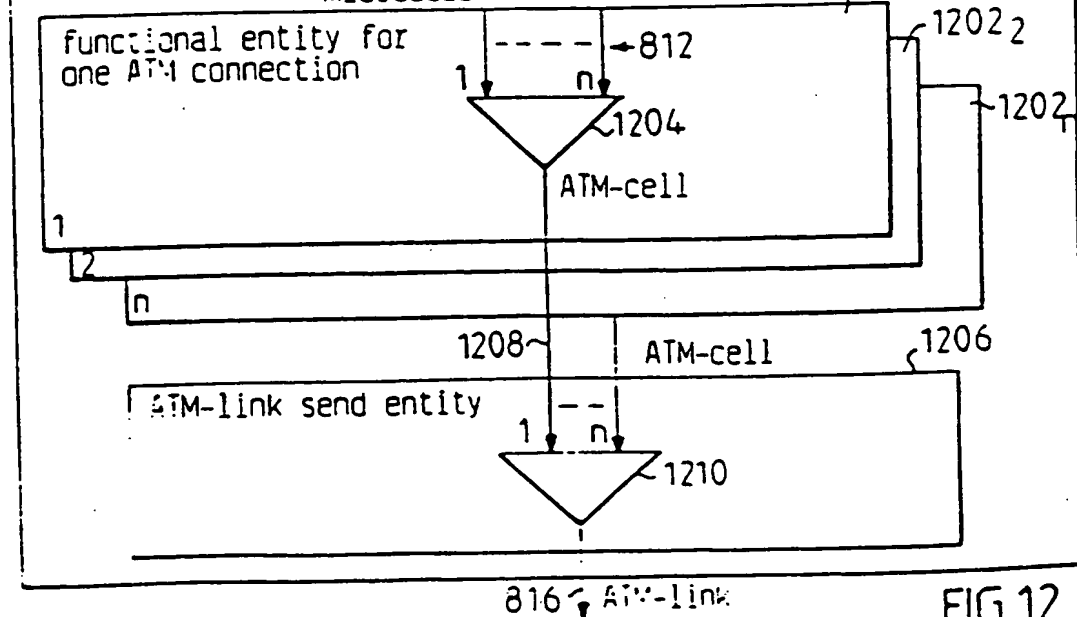 functional entity for
one ATM connection
812
1202 2
1202 n
1 n
1204
ATM-cell
1
2
n
1208
ATM-cell
1206
ATM-link send entity
1 n
1210
816 ATM-link
FIG.12